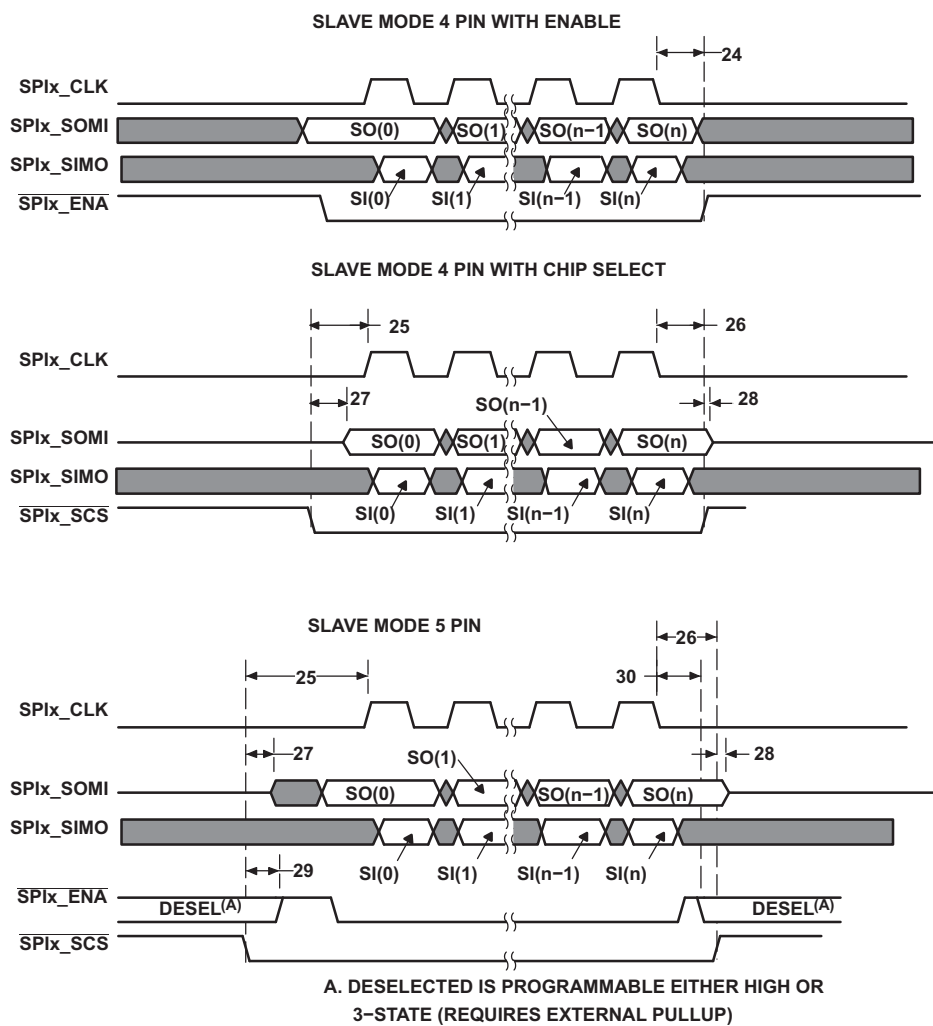 SLAVE MODE 4 PIN WITH ENABLE
24
SPIx_CLK
SPIx_SOMI
SO(0)
SO(1)
SO(n−1)
SO(n)
SPIx_SIMO
SI(0)
SI(1)
SI(n−1)
SI(n)
SPIx_ENA
SLAVE MODE 4 PIN WITH CHIP SELECT
25
26
SPIx_CLK
27
SO(n−1)
28
SPIx_SOMI
SO(0)
SO(1)
SO(n)
SPIx_SIMO
SI(0)
SI(1)
SI(n−1)
SI(n)
SPIx_SCS
SLAVE MODE 5 PIN
26
25
30
SPIx_CLK
27
SO(1)
28
SPIx_SOMI
SO(0)
SO(n−1)
SO(n)
SPIx_SIMO
29
SI(0)
SI(1)
SI(n−1)
SI(n)
SPIx_ENA
DESEL(A)
DESEL(A)
SPIx_SCS
A. DESELECTED IS PROGRAMMABLE EITHER HIGH OR
3−STATE (REQUIRES EXTERNAL PULLUP)